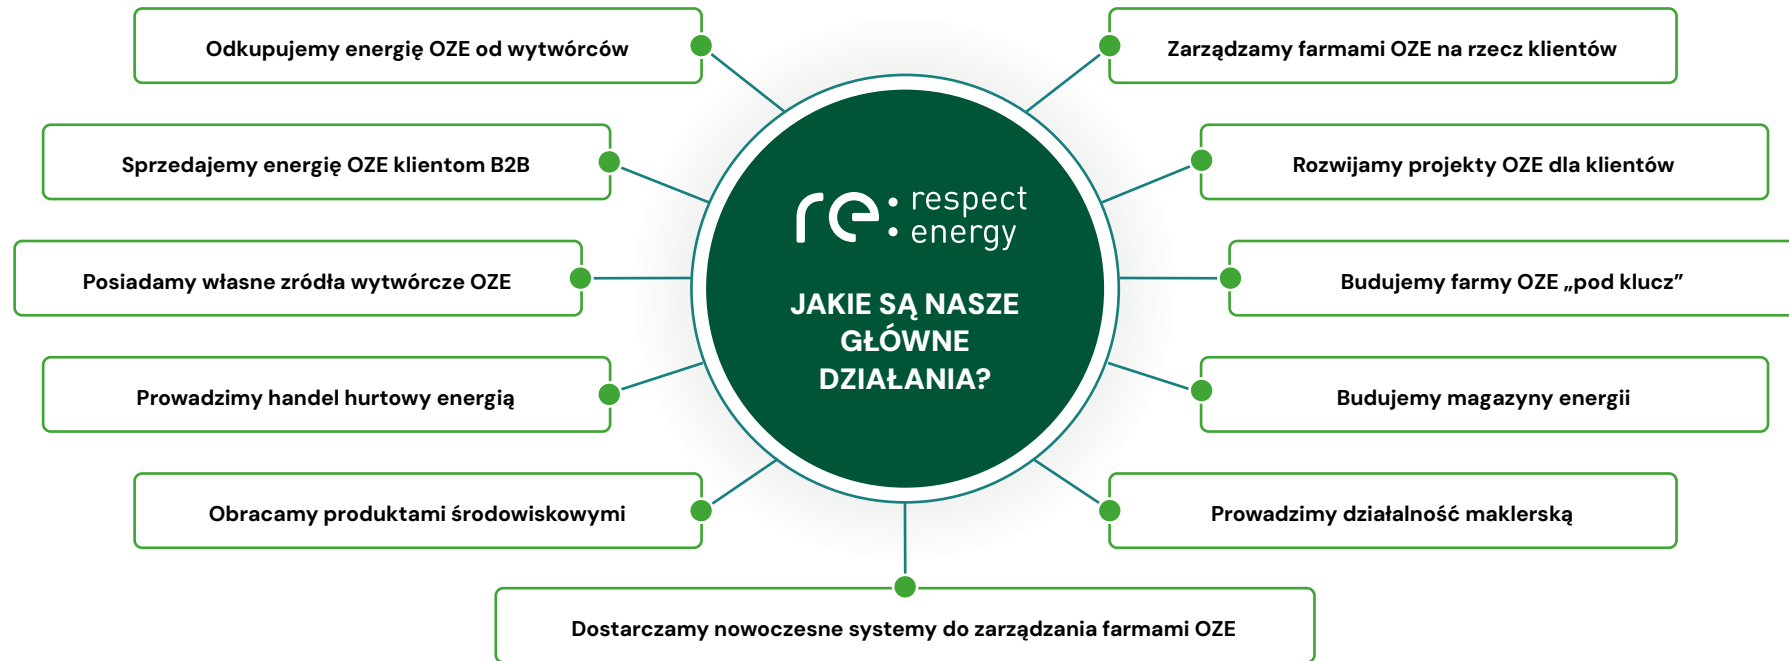 Odkupujemy energię OZE od wytwórców
Sprzedajemy energię OZE klientom B2B
Posiadamy własne zródła wytwórcze OZE
Prowadzimy handel hurtowy energią
Obracamy produktami środowiskowymi
re: respect
energy
JAKIE SĄ NASZE
GŁÓWNE
DZIAŁANIA?
Zarządzamy farmami OZE na rzecz klientów
Rozwijamy projekty OZE dla klientów
Budujemy farmy OZE „pod klucz”
Budujemy magazyny energii
Prowadzimy działalność maklerską
Dostarczamy nowoczesne systemy do zarządzania farmami OZE